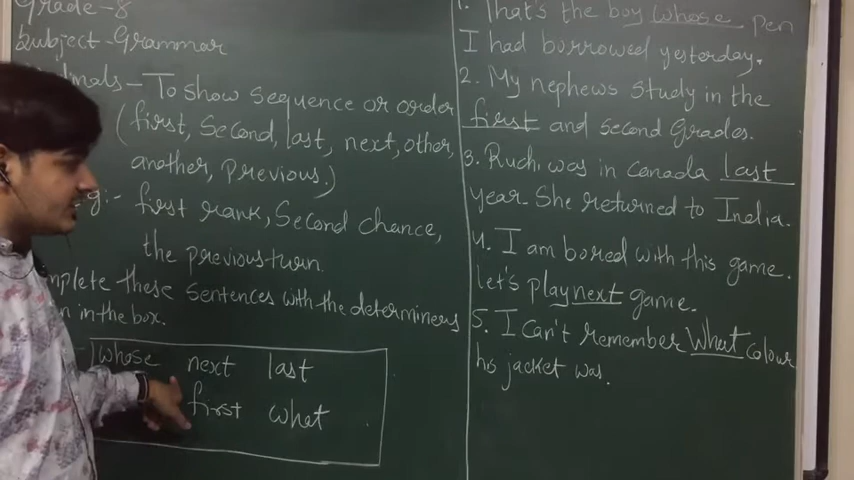 Grade-8
Subject-Grammar
- To show sequence or order
(first, Second, last, next, other,
another, Previous.)
g:- first rank, Second chance,
the previous turn.
these sentences with the determiners
in the box.
whose next last
first what
1. That's the boy whose pen
I had borrowed yesterday.
2. My nephews study in the
first and second Grades.
3. Ruchi was in Canada last
year. She returned to India.
4. I am bored with this game.
let's play next game.
5. I Can't remember What colour
his jacket was.